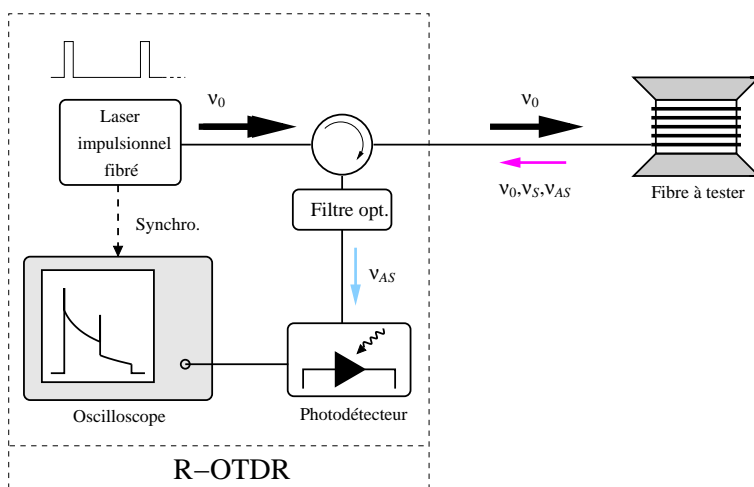 ν0
ν0
Laser
impulsionnel
fibré
ν0,νS,νAS
Fibre à tester
Filtre opt.
Synchro.
νAS
Oscilloscope
Photodétecteur
R−OTDR